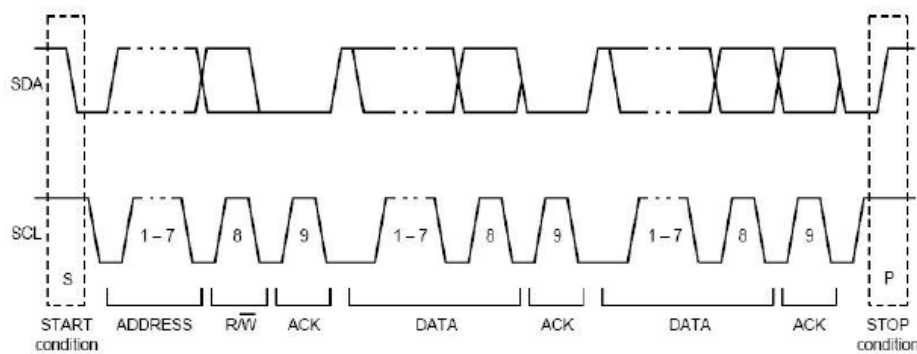 SDA
SCL
1 – 7 8 9 1 – 7 8 9 1 – 7 8 9
S P
START condition ADDRESS R/W̅ ACK DATA ACK DATA ACK STOP condition